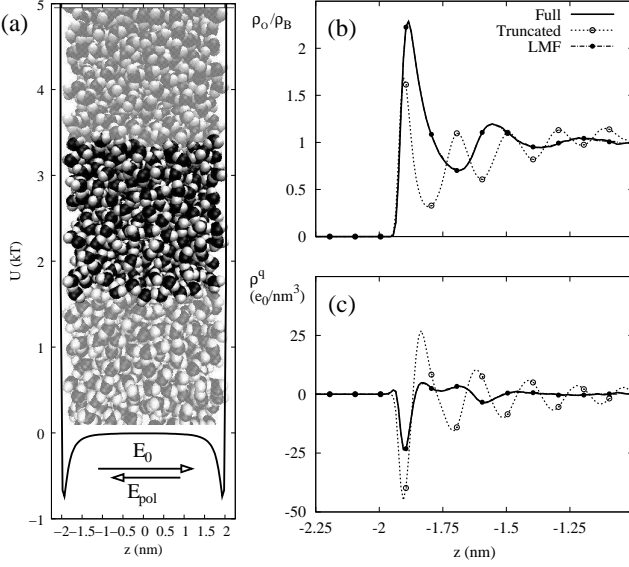 (a)
U (kT)
5
4
3
2
1
0
−1
E0
Epol
−2 −1.5 −1 −0.5 0 0.5 1 1.5 2
z (nm)
ρo/ρB
(b)
Full
Truncated
LMF
2
1.5
1
0.5
0
ρq
(e0/nm3)
(c)
50
25
0
-25
-50
-2.25 -2 -1.75 -1.5 -1.25
z (nm)